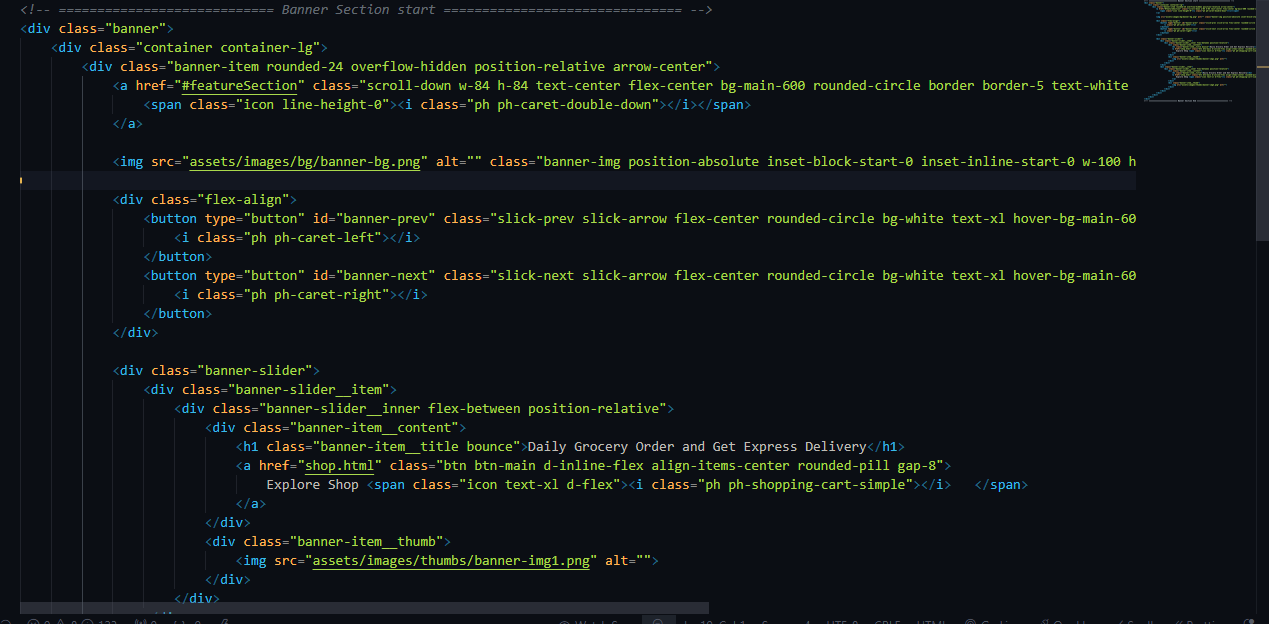 <!-- ============================ Banner Section start =============================== -->
<div class="banner">
<div class="container container-lg">
<div class="banner-item rounded-24 overflow-hidden position-relative arrow-center">
<a href="#featureSection" class="scroll-down w-84 h-84 text-center flex-center bg-main-600 rounded-circle border border-5 text-white
<span class="icon line-height-0"><i class="ph ph-caret-double-down"></i></span>
</a>
<img src="assets/images/bg/banner-bg.png" alt="" class="banner-img position-absolute inset-block-start-0 inset-inline-start-0 w-100 h
<div class="flex-align">
<button type="button" id="banner-prev" class="slick-prev slick-arrow flex-center rounded-circle bg-white text-xl hover-bg-main-60
<i class="ph ph-caret-left"></i>
</button>
<button type="button" id="banner-next" class="slick-next slick-arrow flex-center rounded-circle bg-white text-xl hover-bg-main-60
<i class="ph ph-caret-right"></i>
</button>
</div>
<div class="banner-slider">
<div class="banner-slider__item">
<div class="banner-slider__inner flex-between position-relative">
<div class="banner-item__content">
<h1 class="banner-item__title bounce">Daily Grocery Order and Get Express Delivery</h1>
<a href="shop.html" class="btn btn-main d-inline-flex align-items-center rounded-pill gap-8">
Explore Shop <span class="icon text-xl d-flex"><i class="ph ph-shopping-cart-simple"></i>   </span>
</a>
</div>
<div class="banner-item__thumb">
<img src="assets/images/thumbs/banner-img1.png" alt="">
</div>
</div>